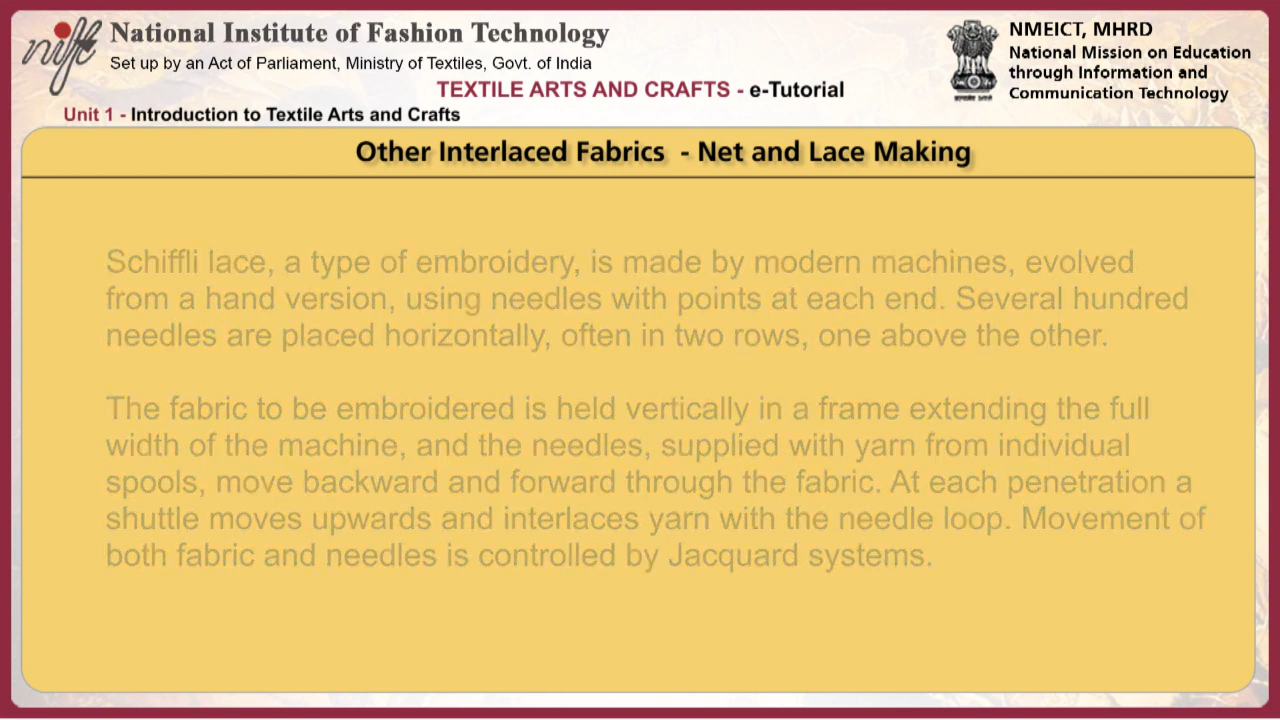 nift
National Institute of Fashion Technology
Set up by an Act of Parliament, Ministry of Textiles, Govt. of India
NMEICT, MHRD
National Mission on Education
through Information and
Communication Technology
TEXTILE ARTS AND CRAFTS - e-Tutorial
Unit 1 - Introduction to Textile Arts and Crafts
Other Interlaced Fabrics - Net and Lace Making
Schiffli lace, a type of embroidery, is made by modern machines, evolved
from a hand version, using needles with points at each end. Several hundred
needles are placed horizontally, often in two rows, one above the other.
The fabric to be embroidered is held vertically in a frame extending the full
width of the machine, and the needles, supplied with yarn from individual
spools, move backward and forward through the fabric. At each penetration a
shuttle moves upwards and interlaces yarn with the needle loop. Movement of
both fabric and needles is controlled by Jacquard systems.